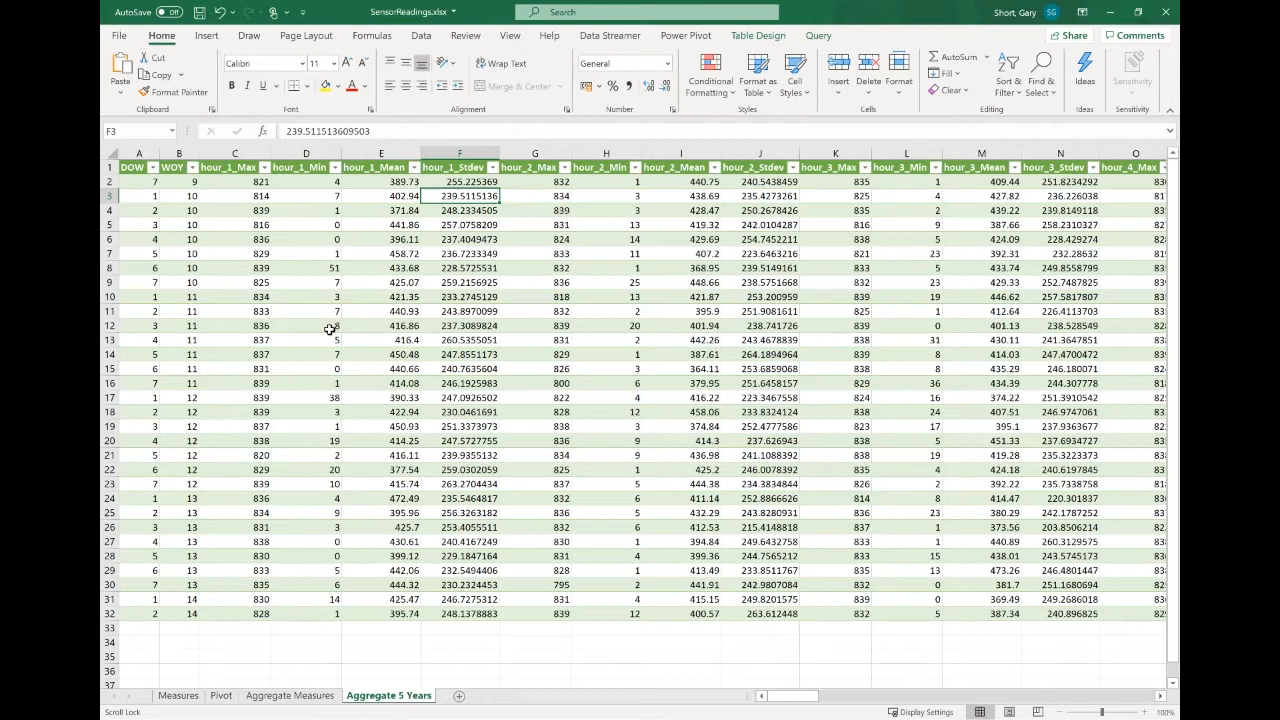 AutoSave Off SensorReadings.xlsx Search Short, Gary SG
File Home Insert Draw Page Layout Formulas Data Review View Help Data Streamer Power Pivot Table Design Query Share Comments
Paste Cut Copy Format Painter Calibri 11 Wrap Text Merge & Center General Conditional Formatting Format as Table Cell Styles Insert Delete Format AutoSum Fill Clear Sort & Filter Find & Select Ideas Sensitivity
Clipboard Font Alignment Number Styles Cells Editing Ideas Sensitivity
F3 fx 239.511513609503
A B C D E F G H I J K L M N O
1 DOW WOY hour_1_Max hour_1_Min hour_1_Mean hour_1_Stdev hour_2_Max hour_2_Min hour_2_Mean hour_2_Stdev hour_3_Max hour_3_Min hour_3_Mean hour_3_Stdev hour_4_Max
2 7 9 821 4 389.73 255.225369 832 1 440.75 240.5438459 835 1 409.44 251.8234292
3 1 10 814 7 402.94 239.5115136 834 3 438.69 235.4273261 825 4 427.82 236.226038
4 2 10 839 1 371.84 248.2334505 839 3 428.47 250.2678426 835 2 439.22 239.8149118
5 3 10 816 0 441.86 257.0758209 831 13 419.32 242.0104287 816 9 387.66 258.2310327
6 4 10 836 0 396.11 237.4049473 824 14 429.69 254.7452211 838 5 424.09 228.429274
7 5 10 829 1 458.72 236.7233349 833 11 407.2 223.6463216 821 23 392.31 232.28632
8 6 10 839 51 433.68 228.5725531 832 1 368.95 239.5149161 833 5 433.74 249.8558799
9 7 10 825 7 425.07 259.2156925 836 25 448.66 238.5751668 832 23 429.33 252.7487825
10 1 11 834 3 421.35 233.2745129 818 13 421.87 253.200959 839 19 446.62 257.5817807
11 2 11 833 7 440.93 243.8970099 832 2 395.9 251.9081611 825 1 412.64 226.4113703
12 3 11 836 8 416.86 237.3089824 839 20 401.94 238.741726 839 0 401.13 238.528549
13 4 11 837 5 416.4 260.5355051 831 2 442.26 243.4678839 838 31 430.11 241.3647851
14 5 11 837 7 450.48 247.8551173 829 1 387.61 264.1894964 839 8 414.03 247.4700472
15 6 11 831 0 440.66 240.7635604 826 3 364.11 253.6859068 838 8 435.29 246.180071
16 7 11 839 1 414.08 246.1925983 800 6 379.95 251.6458157 829 36 434.39 244.307778
17 1 12 839 38 390.33 247.0926502 822 4 416.22 223.3467558 824 16 374.22 251.3910542
18 2 12 839 3 422.94 230.0461691 828 12 458.06 233.8324124 838 24 407.51 246.9747061
19 3 12 837 1 450.93 251.3373973 838 3 374.84 252.4777586 823 17 395.1 237.9363677
20 4 12 838 19 414.25 247.5727755 836 9 414.3 237.626943 838 5 451.33 237.6934727
21 5 12 820 2 416.11 239.9355132 834 9 436.98 241.1088392 838 19 419.28 235.3223373
22 6 12 829 20 377.54 259.0302059 825 1 425.2 246.0078392 835 4 424.18 240.6197845
23 7 12 839 10 415.74 263.2704434 837 5 444.38 234.3834844 826 2 392.22 235.7338758
24 1 13 836 4 472.49 235.5464817 832 6 411.14 252.8866626 814 8 414.47 220.301837
25 2 13 834 9 395.96 256.3263182 836 5 432.29 243.8280931 836 23 380.29 242.1787252
26 3 13 831 3 425.7 253.4055511 832 6 412.53 215.4148818 837 1 373.56 203.8506214
27 4 13 838 0 430.61 240.4167249 830 1 394.84 249.6432758 833 1 440.89 260.3129575
28 5 13 830 0 399.12 229.1847164 831 4 399.36 244.7565212 833 15 438.01 243.5745173
29 6 13 833 5 442.06 232.5494406 828 1 413.49 233.8511767 835 13 473.26 246.4801447
30 7 13 835 6 444.32 230.2324453 795 2 441.91 242.9807084 832 0 381.7 251.1680694
31 1 14 830 14 425.47 246.7275312 831 4 415.15 249.8201575 839 0 369.49 249.2686018
32 2 14 828 1 395.74 248.1378883 839 12 400.57 263.612448 832 5 387.34 240.896825
33
34
35
36
37
Measures Pivot Aggregate Measures Aggregate 5 Years
Scroll Lock Display Settings 100%